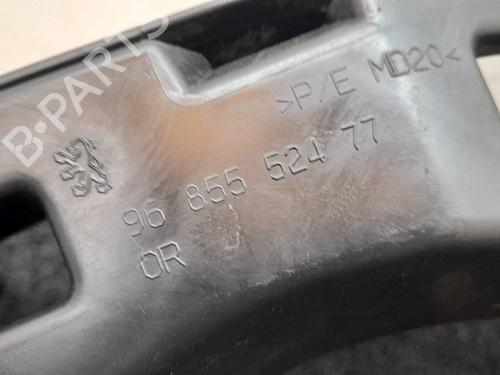 B-PARTS
>P/E MD20<
96 855 524 77
OR